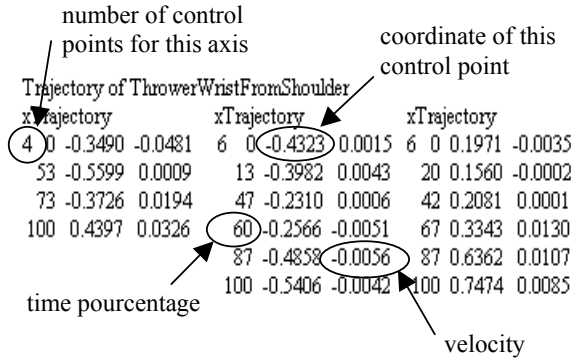 number of control
points for this axis
coordinate of this
control point
Trajectory of ThrowerWristFromShoulder
xTrajectory xTrajectory xTrajectory
4 0 -0.3490 -0.0481 6 0 -0.4323 0.0015 6 0 0.1971 -0.0035
53 -0.5599 0.0009 13 -0.3982 0.0043 20 0.1560 -0.0002
73 -0.3726 0.0194 47 -0.2310 0.0006 42 0.2081 0.0001
100 0.4397 0.0326 60 -0.2566 -0.0051 67 0.3343 0.0130
87 -0.4858 -0.0056 87 0.6362 0.0107
100 -0.5406 -0.0042 100 0.7474 0.0085
time pourcentage
velocity